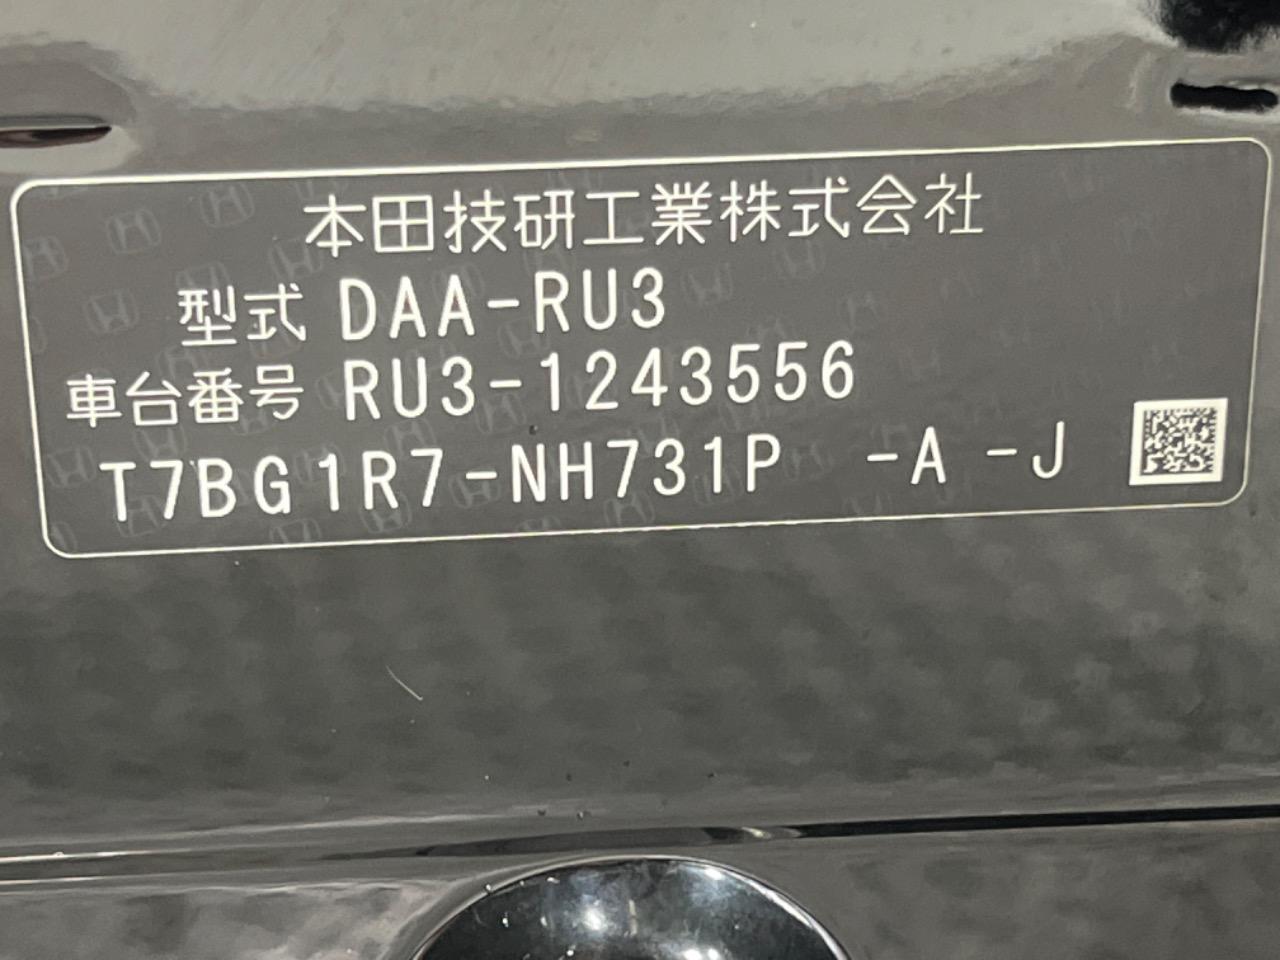 本田技研工業株式会社
型式 DAA-RU3
車台番号 RU3-1243556
T7BG1R7-NH731P -A -J